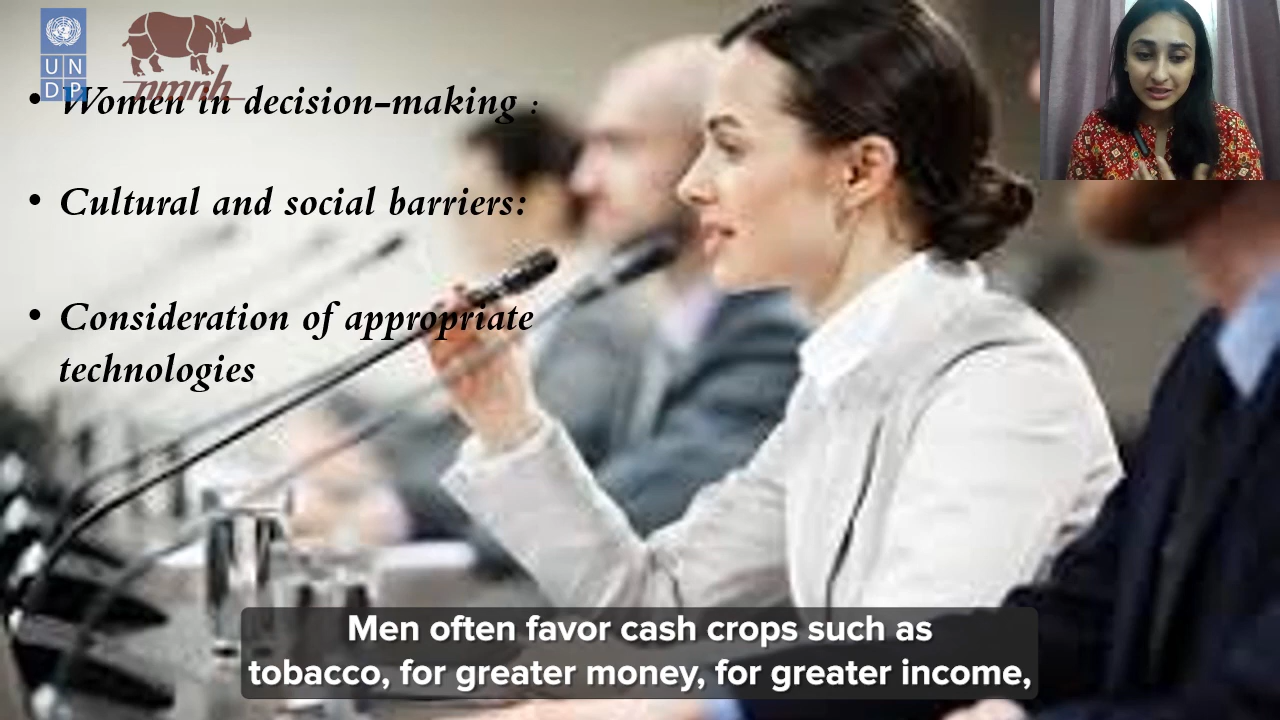 UN
DP
nmnh
• Women in decision-making :
• Cultural and social barriers:
• Consideration of appropriate
technologies
Men often favor cash crops such as
tobacco, for greater money, for greater income,